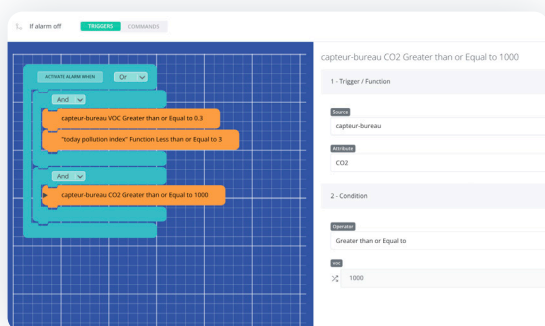 If alarm off
TRIGGERS
COMMANDS
ACTIVATE ALARM WHEN
Or
And
capteur-bureau VOC Greater than or Equal to 0.3
"today pollution index" Function Less than or Equal to 3
And
capteur-bureau CO2 Greater than or Equal to 1000
capteur-bureau CO2 Greater than or Equal to 1000
1 - Trigger / Function
Source
capteur-bureau
Attribute
CO2
2 - Condition
Operator
Greater than or Equal to
voc
1000